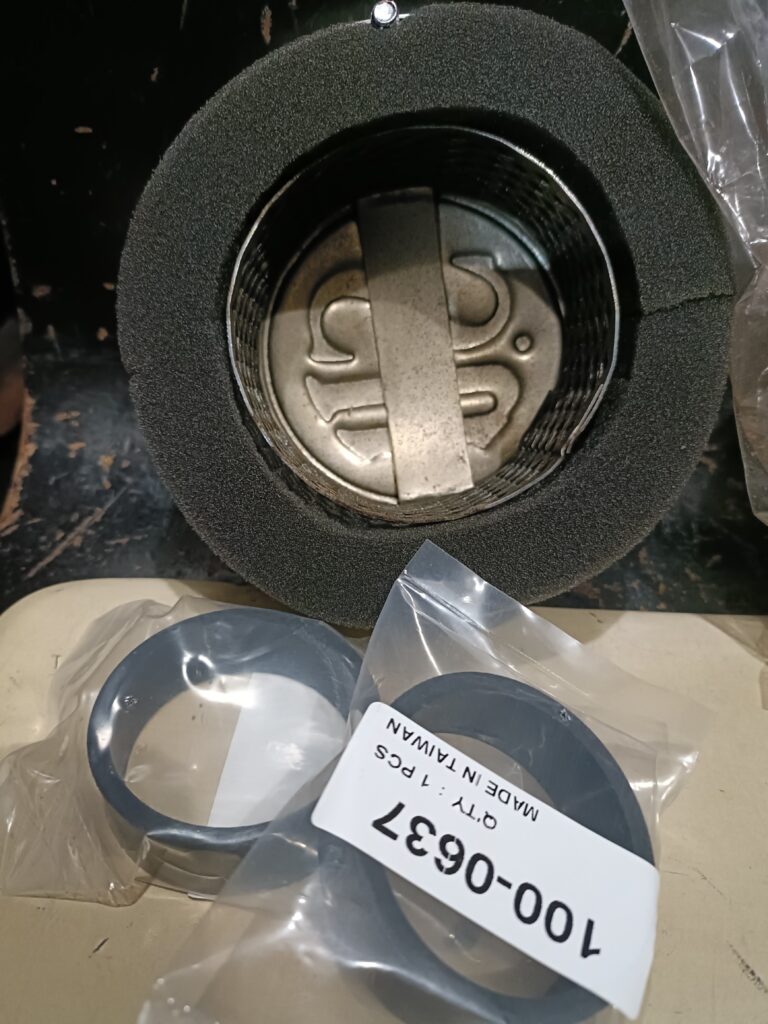 100-0637
Q'TY : 1 PCS
MADE IN TAIWAN